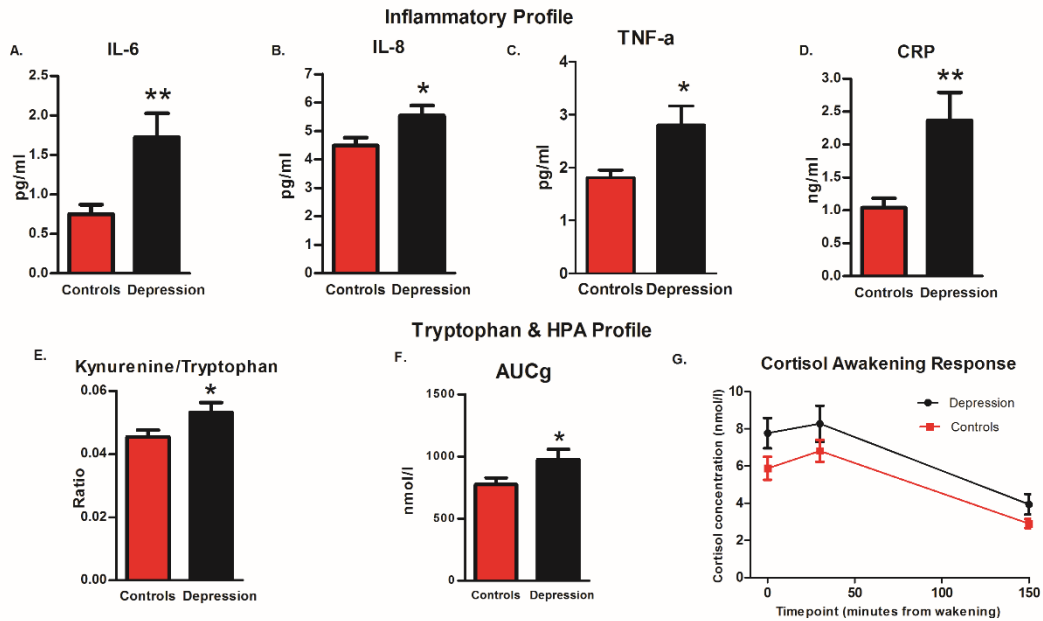 Inflammatory Profile
A.
IL-6
2.5
2.0
1.5
1.0
0.5
0.0
pg/ml
**
Controls Depression
B.
IL-8
7
6
5
4
3
2
1
0
pg/ml
*
Controls Depression
C.
TNF-a
4
3
2
1
0
pg/ml
*
Controls Depression
D.
CRP
3.0
2.5
2.0
1.5
1.0
0.5
0.0
ng/ml
**
Controls Depression
Tryptophan & HPA Profile
E.
Kynurenine/Tryptophan
0.06
0.04
0.02
0.00
Ratio
*
Controls Depression
F.
AUCg
1500
1000
500
0
nmol/l
*
Controls Depression
G.
Cortisol Awakening Response
10
8
6
4
2
0
Cortisol concentration (nmol/l)
Depression
Controls
0 50 100 150
Timepoint (minutes from wakening)